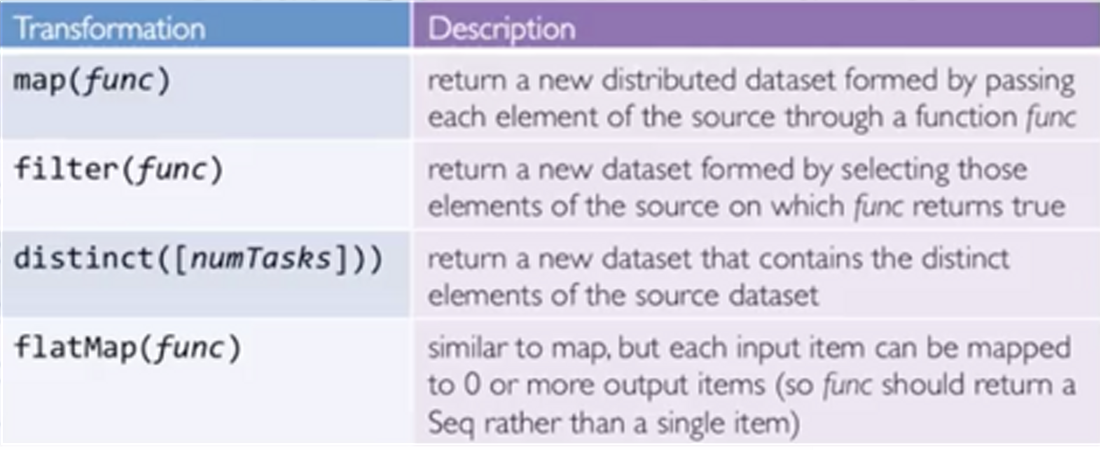 Transformation
Description
map(func)
return a new distributed dataset formed by passing
each element of the source through a function func
filter(func)
return a new dataset formed by selecting those
elements of the source on which func returns true
distinct([numTasks]))
return a new dataset that contains the distinct
elements of the source dataset
flatMap(func)
similar to map, but each input item can be mapped
to 0 or more output items (so func should return a
Seq rather than a single item)